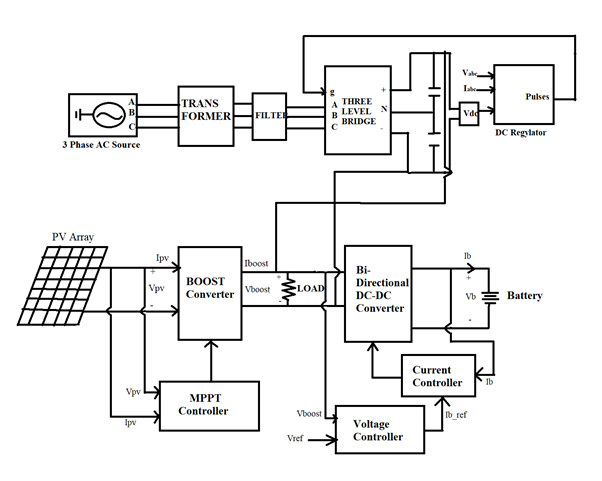 A
B
C
3 Phase AC Source
TRANS
FORMER
FILTER
g
A
B
C
THREE
LEVEL
BRIDGE
+
N
-
Vabc
Iabc
Vdc
Pulses
DC Regylator
PV Array
Ipv
+
Vpv
-
BOOST
Converter
Iboost
Vboost
+
LOAD
-
Bi-
Directional
DC-DC
Converter
Ib
+
Vb
-
Battery
Vpv
Ipv
MPPT
Controller
Current
Controller
Ib
Ib_ref
Vboost
Vref
Voltage
Controller